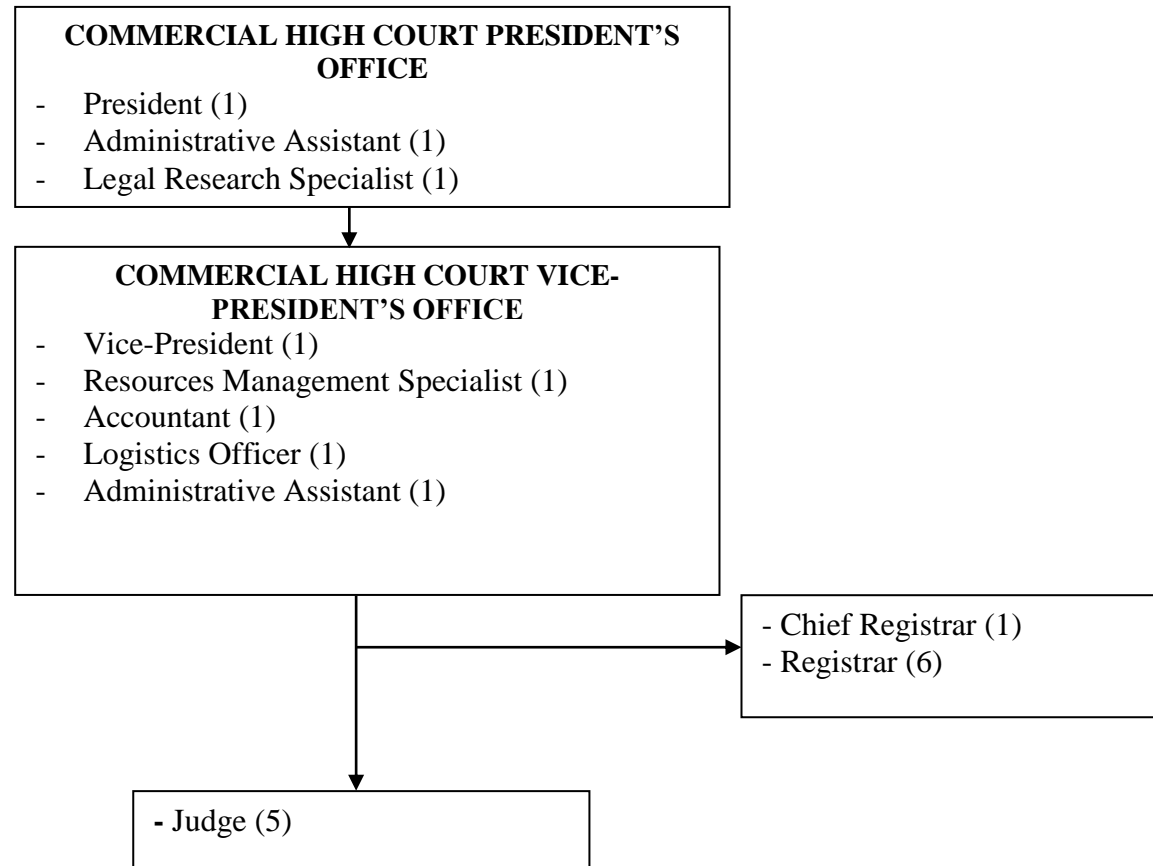 COMMERCIAL HIGH COURT PRESIDENT’S
OFFICE
- President (1)
- Administrative Assistant (1)
- Legal Research Specialist (1)
COMMERCIAL HIGH COURT VICE-
PRESIDENT’S OFFICE
- Vice-President (1)
- Resources Management Specialist (1)
- Accountant (1)
- Logistics Officer (1)
- Administrative Assistant (1)
- Chief Registrar (1)
- Registrar (6)
- Judge (5)